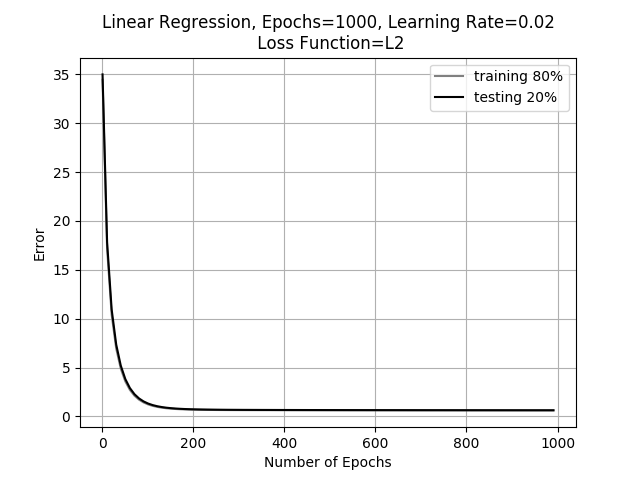 Linear Regression, Epochs=1000, Learning Rate=0.02
Loss Function=L2
training 80%
testing 20%
35
30
25
20
15
10
5
0
Error
0 200 400 600 800 1000
Number of Epochs